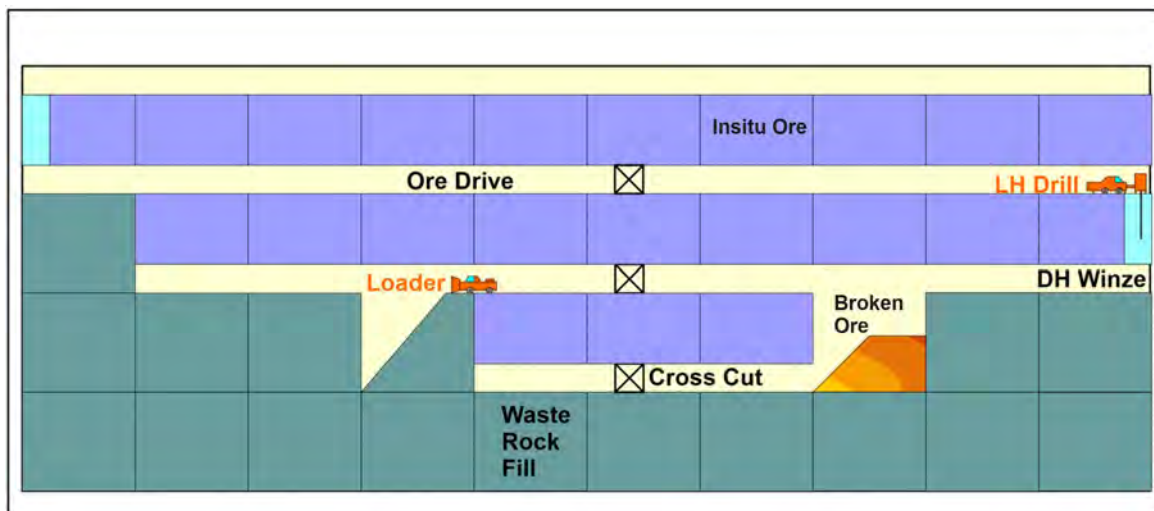 Insitu Ore
Ore Drive
LH Drill
Loader
DH Winze
Broken
Ore
Cross Cut
Waste
Rock
Fill